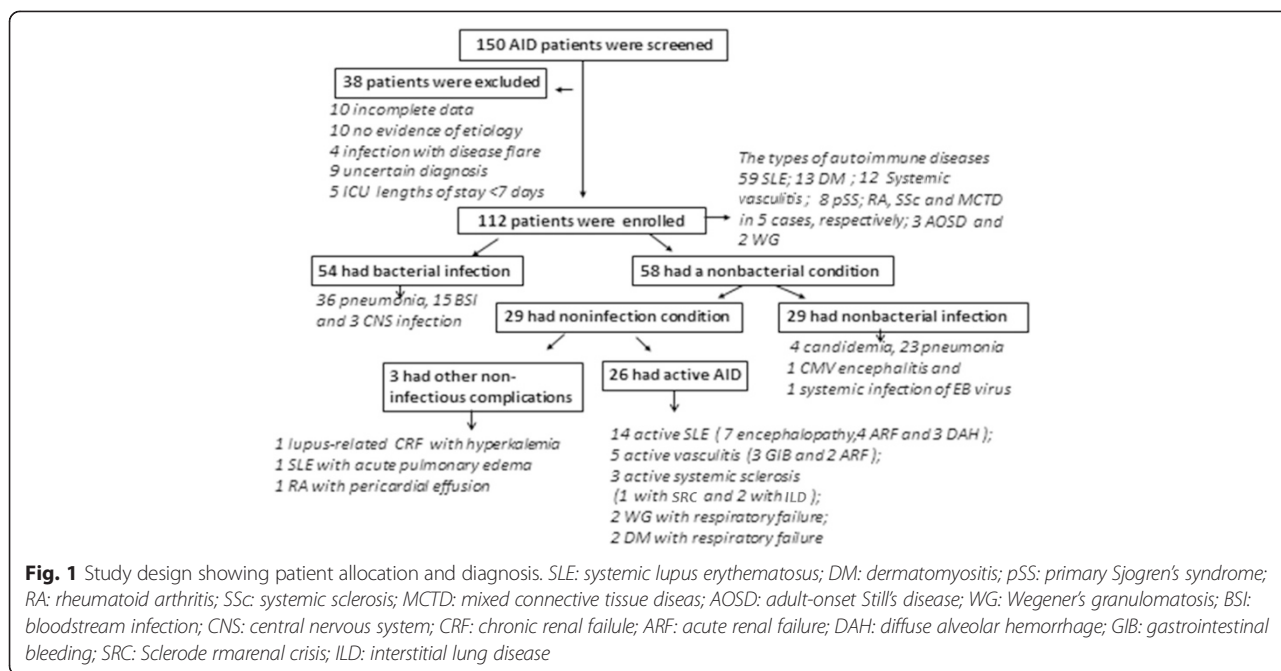 150 AID patients were screened
38 patients were excluded
10 incomplete data
10 no evidence of etiology
4 infection with disease flare
9 uncertain diagnosis
5 ICU lengths of stay <7 days
The types of autoimmune diseases
59 SLE; 13 DM ; 12 Systemic
vasculitis ; 8 pSS; RA, SSc and MCTD
in 5 cases, respectively; 3 AOSD and
2 WG
112 patients were enrolled
54 had bacterial infection
58 had a nonbacterial condition
36 pneumonia, 15 BSI
and 3 CNS infection
29 had noninfection condition
29 had nonbacterial infection
4 candidemia, 23 pneumonia
1 CMV encephalitis and
1 systemic infection of EB virus
3 had other non-
infectious complications
26 had active AID
1 lupus-related CRF with hyperkalemia
1 SLE with acute pulmonary edema
1 RA with pericardial effusion
14 active SLE ( 7 encephalopathy,4 ARF and 3 DAH );
5 active vasculitis (3 GIB and 2 ARF);
3 active systemic sclerosis
(1 with SRC and 2 with ILD );
2 WG with respiratory failure;
2 DM with respiratory failure
Fig. 1 Study design showing patient allocation and diagnosis. SLE: systemic lupus erythematosus; DM: dermatomyositis; pSS: primary Sjogren's syndrome;
RA: rheumatoid arthritis; SSc: systemic sclerosis; MCTD: mixed connective tissue diseas; AOSD: adult-onset Still's disease; WG: Wegener's granulomatosis; BSI:
bloodstream infection; CNS: central nervous system; CRF: chronic renal failule; ARF: acute renal failure; DAH: diffuse alveolar hemorrhage; GIB: gastrointestinal
bleeding; SRC: Sclerode rmarenal crisis; ILD: interstitial lung disease